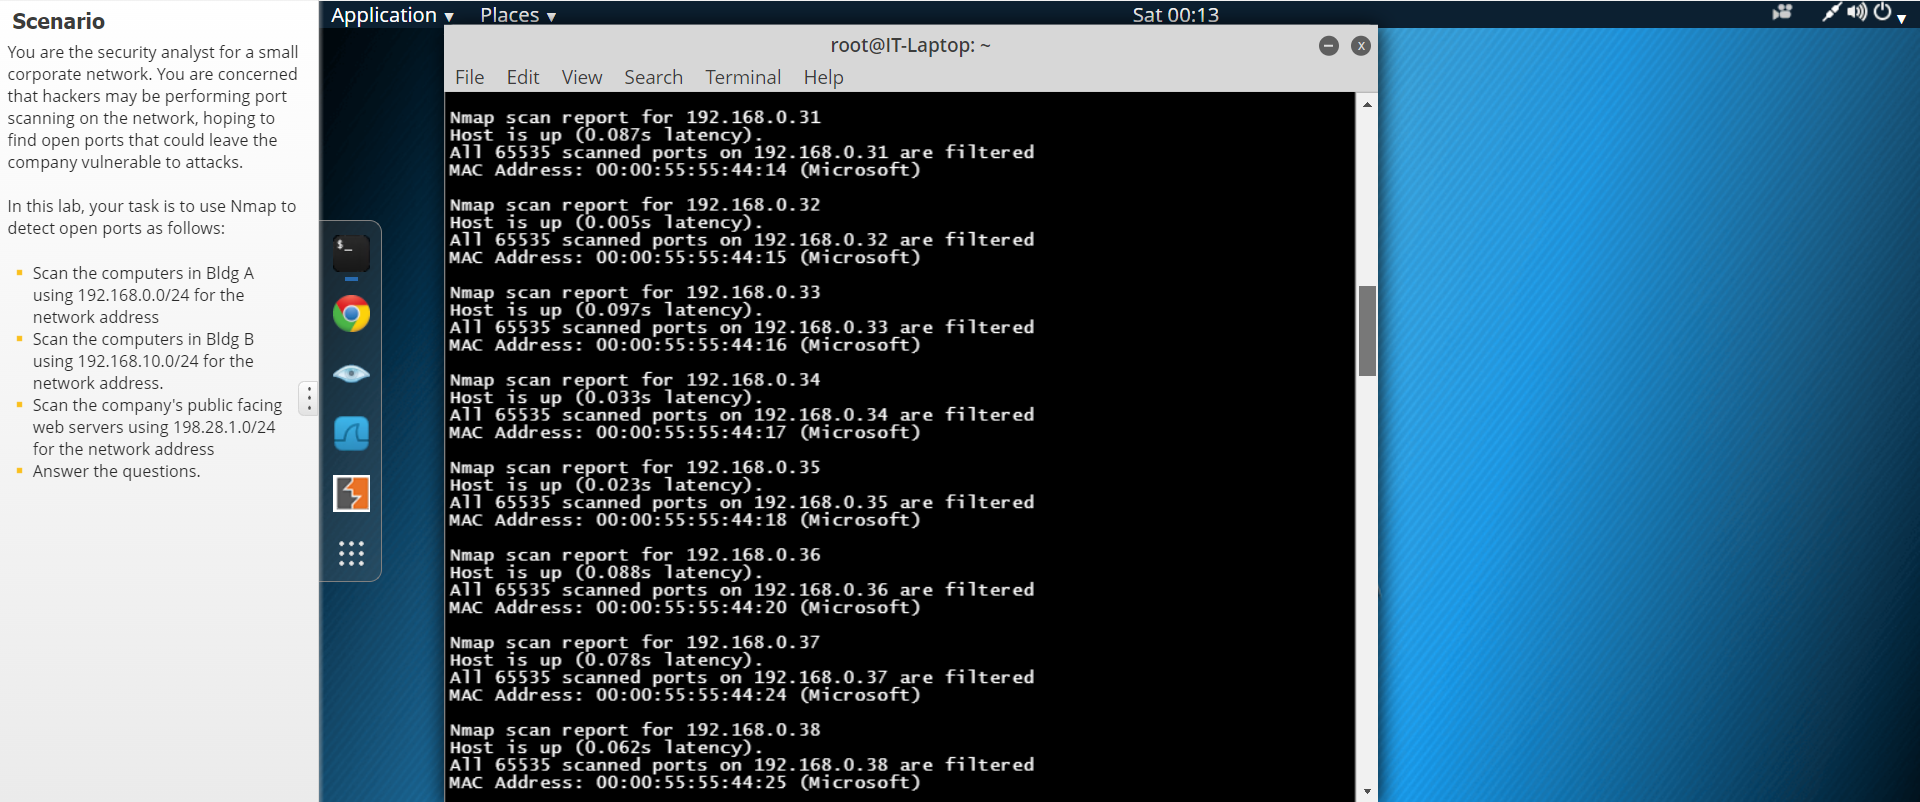 Scenario
You are the security analyst for a small
corporate network. You are concerned
that hackers may be performing port
scanning on the network, hoping to
find open ports that could leave the
company vulnerable to attacks.
In this lab, your task is to use Nmap to
detect open ports as follows:
Scan the computers in Bldg A
using 192.168.0.0/24 for the
network address
Scan the computers in Bldg B
using 192.168.10.0/24 for the
network address.
Scan the company's public facing
web servers using 198.28.1.0/24
for the network address
Answer the questions.
Application Places Sat 00:13
$_
root@IT-Laptop: ~
File Edit View Search Terminal Help
Nmap scan report for 192.168.0.31
Host is up (0.087s latency).
All 65535 scanned ports on 192.168.0.31 are filtered
MAC Address: 00:00:55:55:44:14 (Microsoft)
Nmap scan report for 192.168.0.32
Host is up (0.005s latency).
All 65535 scanned ports on 192.168.0.32 are filtered
MAC Address: 00:00:55:55:44:15 (Microsoft)
Nmap scan report for 192.168.0.33
Host is up (0.097s latency).
All 65535 scanned ports on 192.168.0.33 are filtered
MAC Address: 00:00:55:55:44:16 (Microsoft)
Nmap scan report for 192.168.0.34
Host is up (0.033s latency).
All 65535 scanned ports on 192.168.0.34 are filtered
MAC Address: 00:00:55:55:44:17 (Microsoft)
Nmap scan report for 192.168.0.35
Host is up (0.023s latency).
All 65535 scanned ports on 192.168.0.35 are filtered
MAC Address: 00:00:55:55:44:18 (Microsoft)
Nmap scan report for 192.168.0.36
Host is up (0.088s latency).
All 65535 scanned ports on 192.168.0.36 are filtered
MAC Address: 00:00:55:55:44:20 (Microsoft)
Nmap scan report for 192.168.0.37
Host is up (0.078s latency).
All 65535 scanned ports on 192.168.0.37 are filtered
MAC Address: 00:00:55:55:44:24 (Microsoft)
Nmap scan report for 192.168.0.38
Host is up (0.062s latency).
All 65535 scanned ports on 192.168.0.38 are filtered
MAC Address: 00:00:55:55:44:25 (Microsoft)